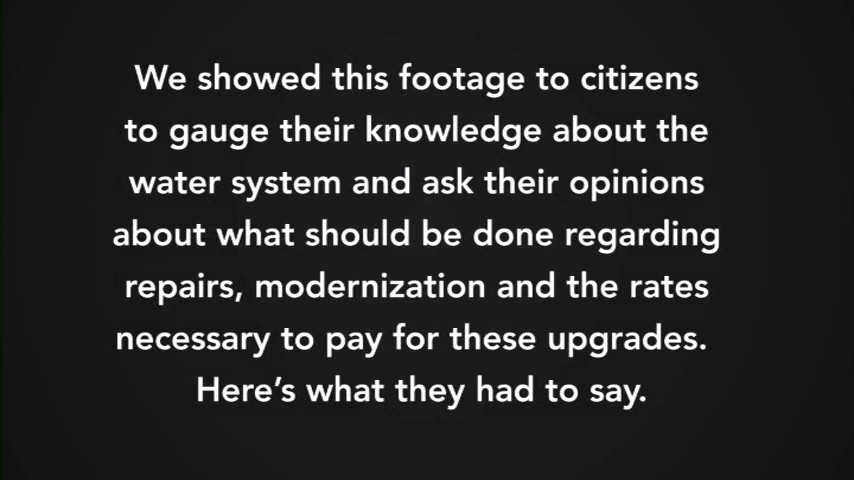 We showed this footage to citizens
to gauge their knowledge about the
water system and ask their opinions
about what should be done regarding
repairs, modernization and the rates
necessary to pay for these upgrades.
Here’s what they had to say.